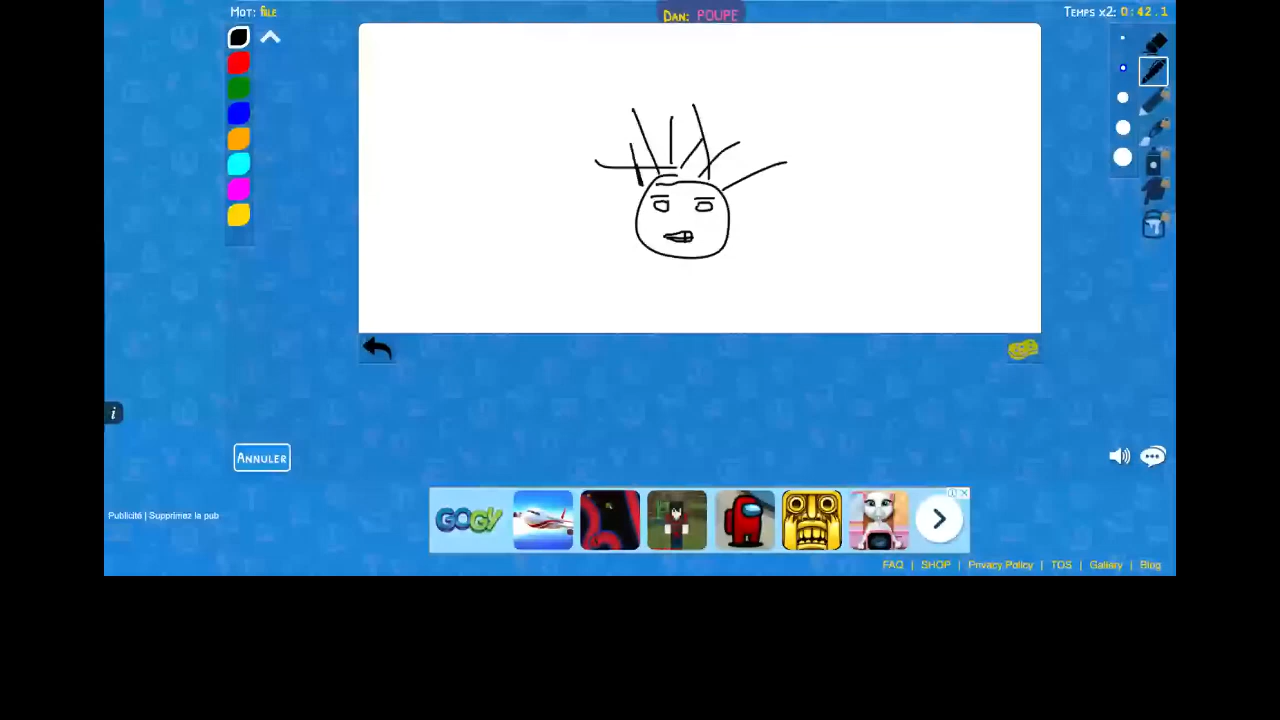 Mot: fille
Dan: POUPE
Temps x2: 0:42.1
i
Annuler
Publicité | Supprimez la pub
GOGY
FAQ | SHOP | Privacy Policy | TOS | Gallery | Blog